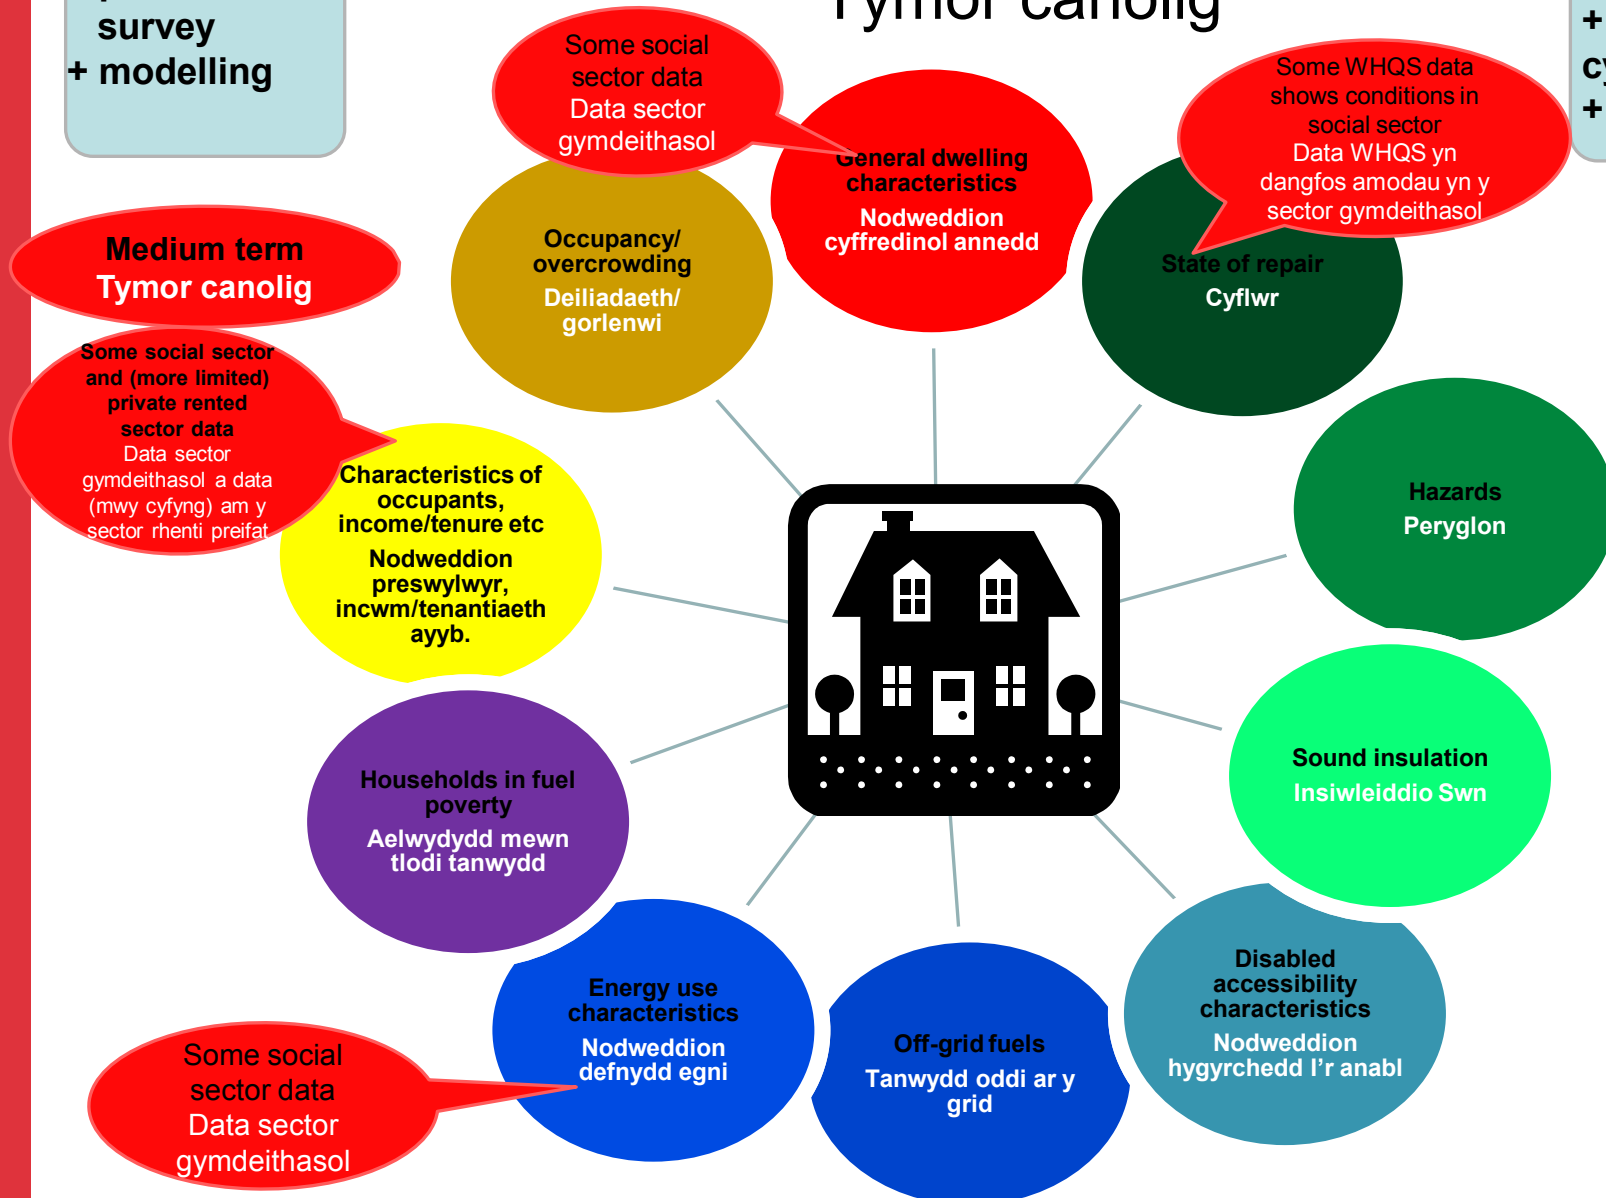 survey
+ modelling
Tymor canolig
+
+
Some social
sector data
Data sector
gymdeithasol
Some WHQS data
shows conditions in
social sector
Data WHQS yn
dangfos amodau yn y
sector gymdeithasol
General dwelling
characteristics
Nodweddion
cyffredinol annedd
Occupancy/
overcrowding
Deiliadaeth/
gorlenwi
State of repair
Cyflwr
Medium term
Tymor canolig
Some social sector
and (more limited)
private rented
sector data
Data sector
gymdeithasol a data
(mwy cyfyng) am y
sector rhenti preifat
Characteristics of
occupants,
income/tenure etc
Nodweddion
preswylwyr,
incwm/tenantiaeth
ayyb.
Hazards
Peryglon
Sound insulation
Insiwleiddio Swn
Households in fuel
poverty
Aelwydydd mewn
tlodi tanwydd
Disabled
accessibility
characteristics
Nodweddion
hygyrchedd I'r anabl
Energy use
characteristics
Nodweddion
defnydd egni
Off-grid fuels
Tanwydd oddi ar y
grid
Some social
sector data
Data sector
gymdeithasol